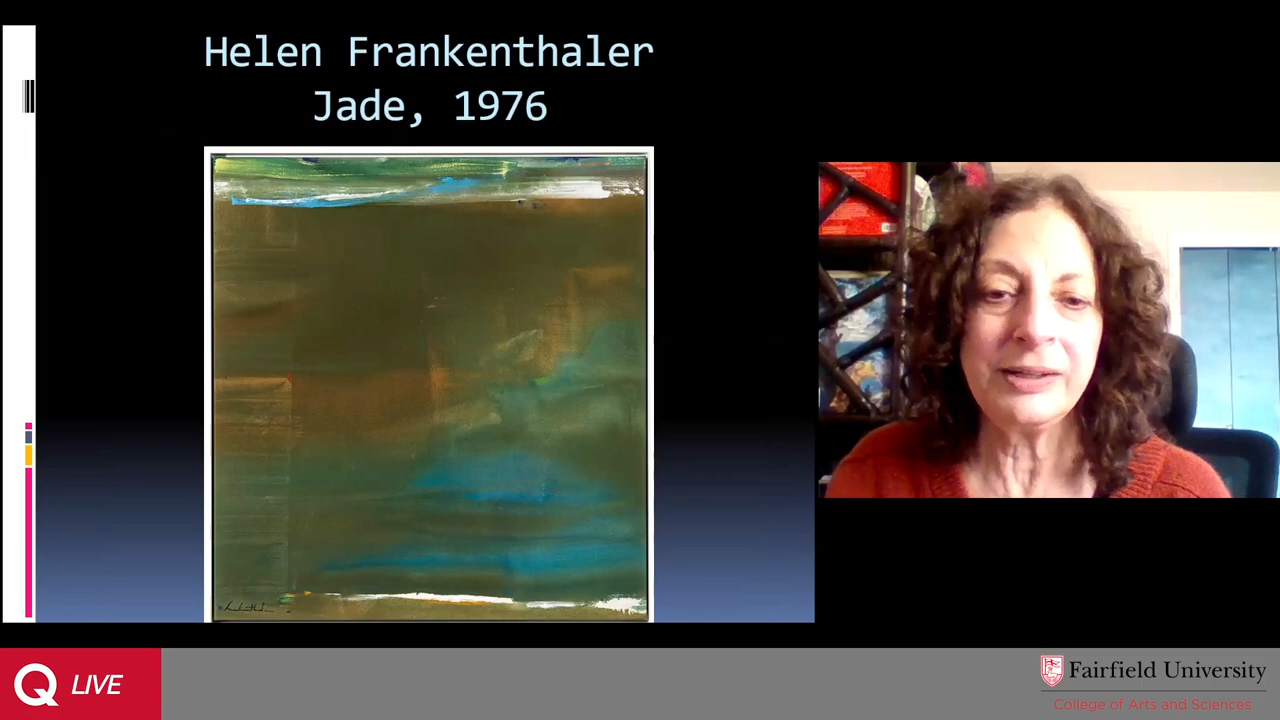 Helen Frankenthaler
Jade, 1976
Q LIVE
Fairfield University
College of Arts and Sciences